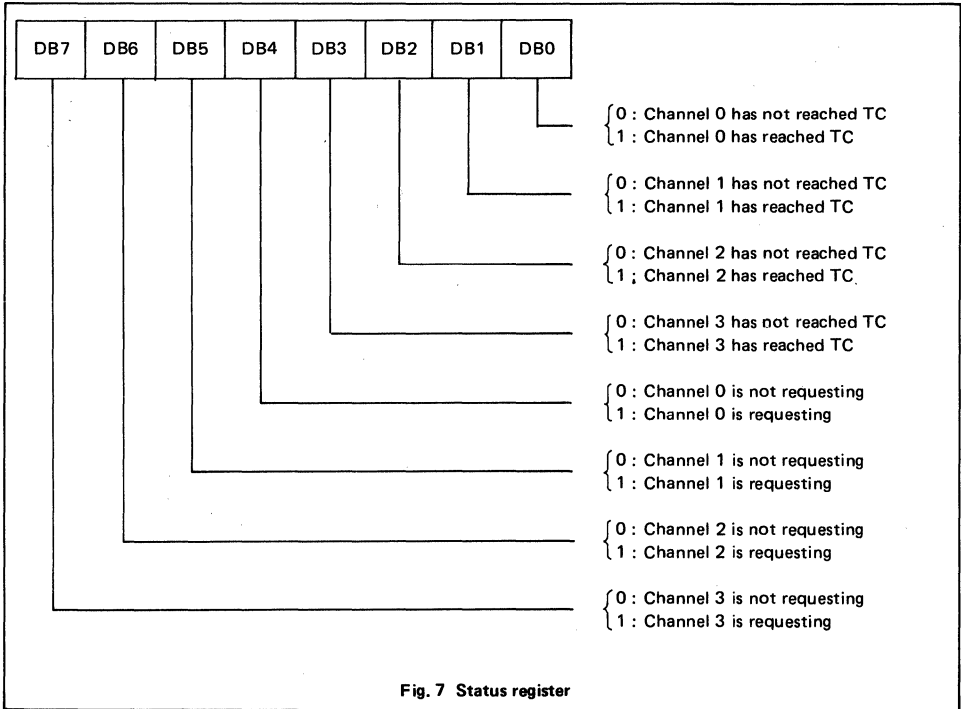 DB7 DB6 DB5 DB4 DB3 DB2 DB1 DB0
0 : Channel 0 has not reached TC
1 : Channel 0 has reached TC
0 : Channel 1 has not reached TC
1 : Channel 1 has reached TC
0 : Channel 2 has not reached TC
1 ; Channel 2 has reached TC
0 : Channel 3 has not reached TC
1 : Channel 3 has reached TC
0 : Channel 0 is not requesting
1 : Channel 0 is requesting
0 : Channel 1 is not requesting
1 : Channel 1 is requesting
0 : Channel 2 is not requesting
1 : Channel 2 is requesting
0 : Channel 3 is not requesting
1 : Channel 3 is requesting
Fig. 7 Status register